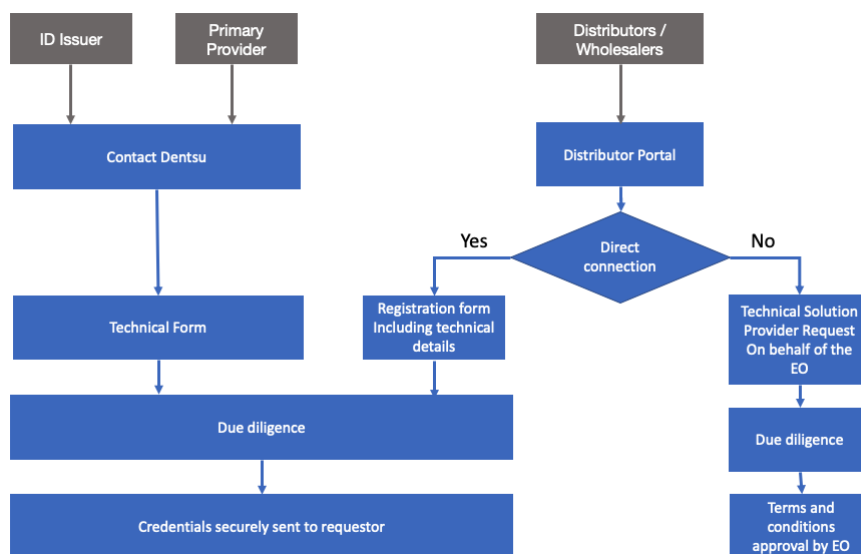 ID Issuer
Primary
Provider
Distributors /
Wholesalers
Contact Dentsu
Distributor Portal
Yes
Direct
connection
No
Technical Form
Registration form
Including technical
details
Technical Solution
Provider Request
On behalf of the
EO
Due diligence
Due diligence
Credentials securely sent to requestor
Terms and
conditions
approval by EO